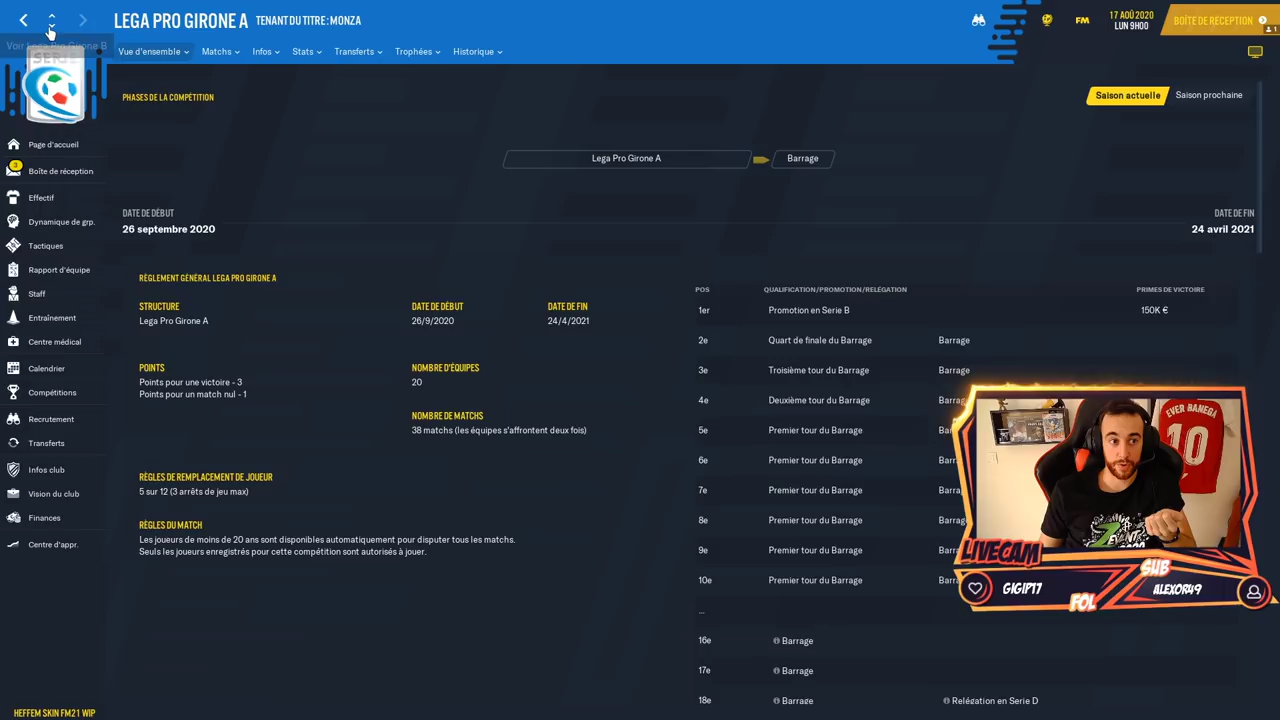 LEGA PRO GIRONE A TENANT DU TITRE : MONZA
17 AOÛ 2020
LUN 9H00
BOÎTE DE RÉCEPTION
1
FM
Voir Lega Pro Girone B
SERIE
Vue d'ensemble Matchs Infos Stats Transferts Trophées Historique
PHASES DE LA COMPÉTITION
Saison actuelle Saison prochaine
Page d'accueil
3
Boîte de réception
Effectif
Dynamique de grp.
Tactiques
Rapport d'équipe
Staff
Entraînement
Centre médical
Calendrier
Compétitions
Recrutement
Transferts
Infos club
Vision du club
Finances
Centre d'appr.
HEFFEM SKIN FM21 WIP
Lega Pro Girone A Barrage
DATE DE DÉBUT DATE DE FIN
26 septembre 2020 24 avril 2021
RÈGLEMENT GÉNÉRAL LEGA PRO GIRONE A
STRUCTURE DATE DE DÉBUT DATE DE FIN
Lega Pro Girone A 26/9/2020 24/4/2021
POINTS NOMBRE D'ÉQUIPES
Points pour une victoire - 3 20
Points pour un match nul - 1
NOMBRE DE MATCHS
38 matchs (les équipes s'affrontent deux fois)
RÈGLES DE REMPLACEMENT DE JOUEUR
5 sur 12 (3 arrêts de jeu max)
RÈGLES DU MATCH
Les joueurs de moins de 20 ans sont disponibles automatiquement pour disputer tous les matchs.
Seuls les joueurs enregistrés pour cette compétition sont autorisés à jouer.
POS QUALIFICATION/PROMOTION/RELÉGATION PRIMES DE VICTOIRE
1er Promotion en Serie B 150K €
2e Quart de finale du Barrage Barrage
3e Troisième tour du Barrage Barrage
4e Deuxième tour du Barrage Barrage
5e Premier tour du Barrage
6e Premier tour du Barrage
7e Premier tour du Barrage
8e Premier tour du Barrage
9e Premier tour du Barrage
10e Premier tour du Barrage
...
16e Barrage
17e Barrage
18e Barrage Relégation en Serie D
EVER BANEGA
10
LIVECAM
GIGIP17
FOL
SUB
ALEXOR49